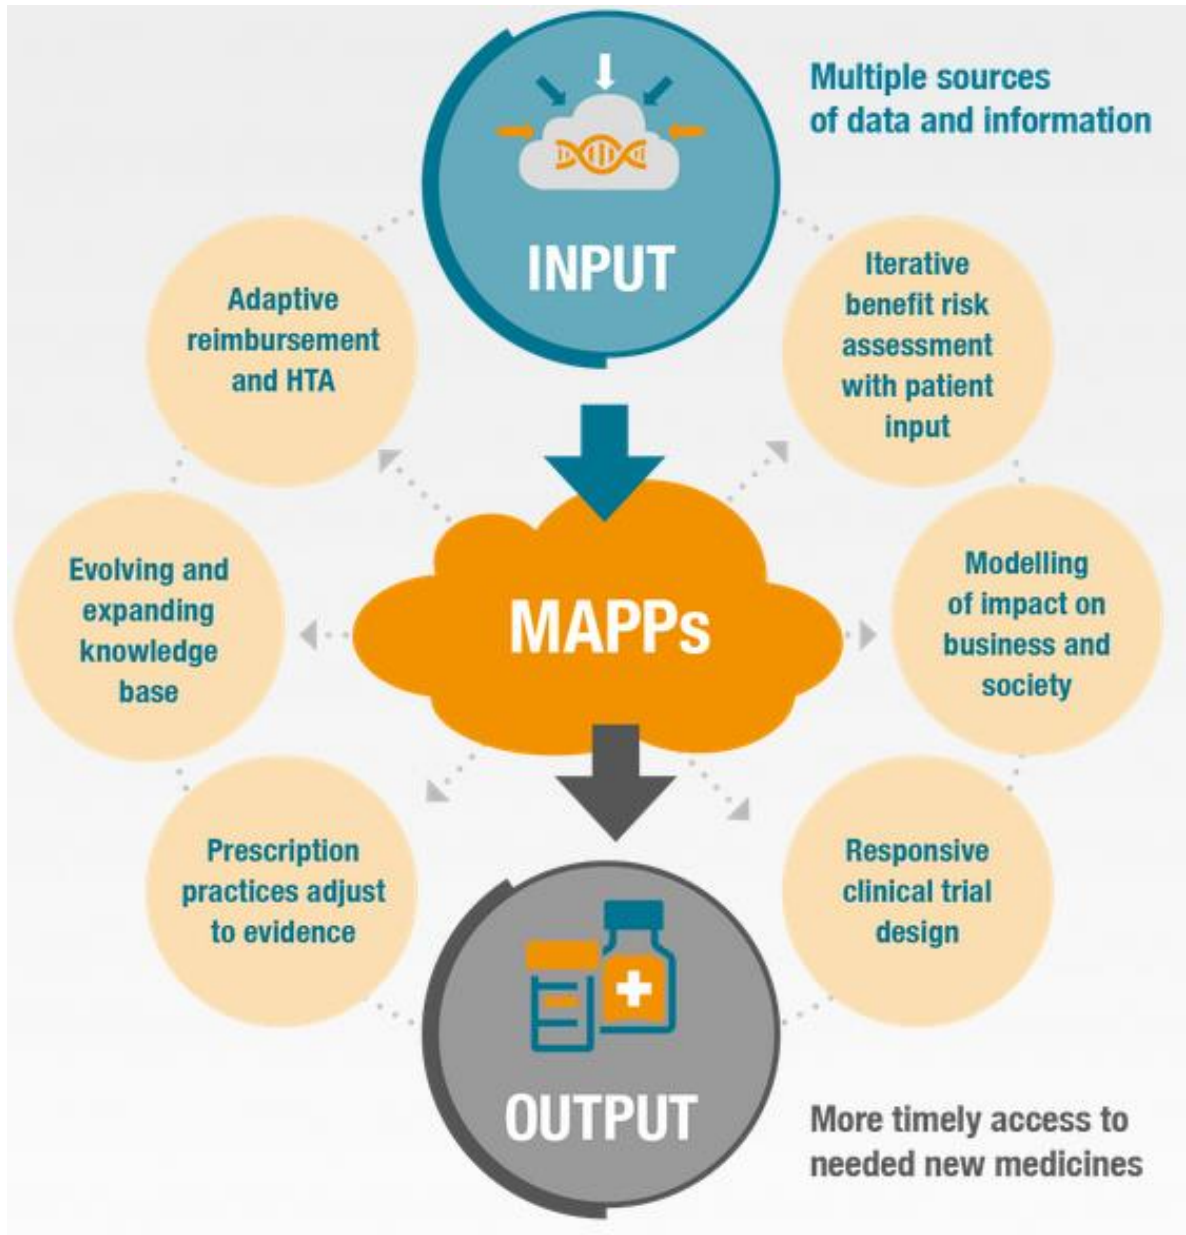 Multiple sources
of data and information
INPUT
Adaptive
reimbursement
and HTA
Iterative
benefit risk
assessment
with patient
input
Evolving and
expanding
knowledge
base
MAPPs
Modelling
of impact on
business and
society
Prescription
practices adjust
to evidence
Responsive
clinical trial
design
OUTPUT
More timely access to
needed new medicines